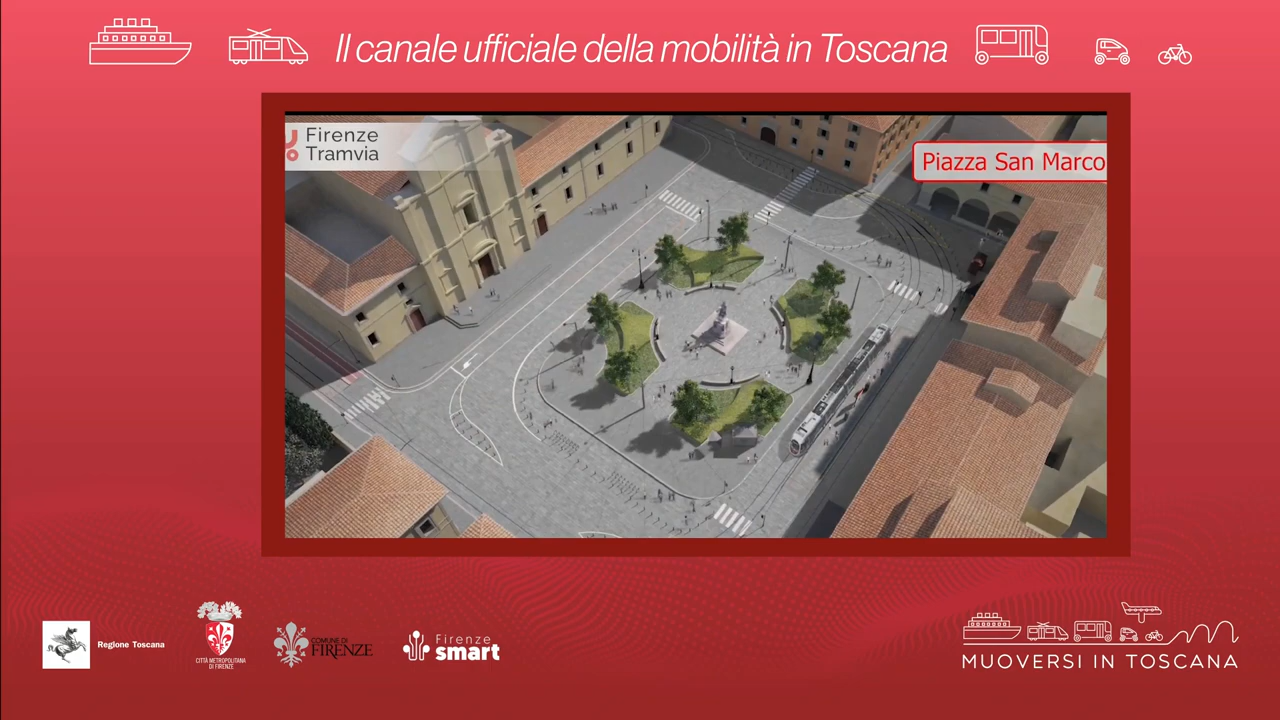 Il canale ufficiale della mobilità in Toscana
Firenze
Tramvia
Piazza San Marco
Regione Toscana
CITTÀ METROPOLITANA
DI FIRENZE
COMUNE DI
FIRENZE
Firenze
smart
MUOVERSI IN TOSCANA